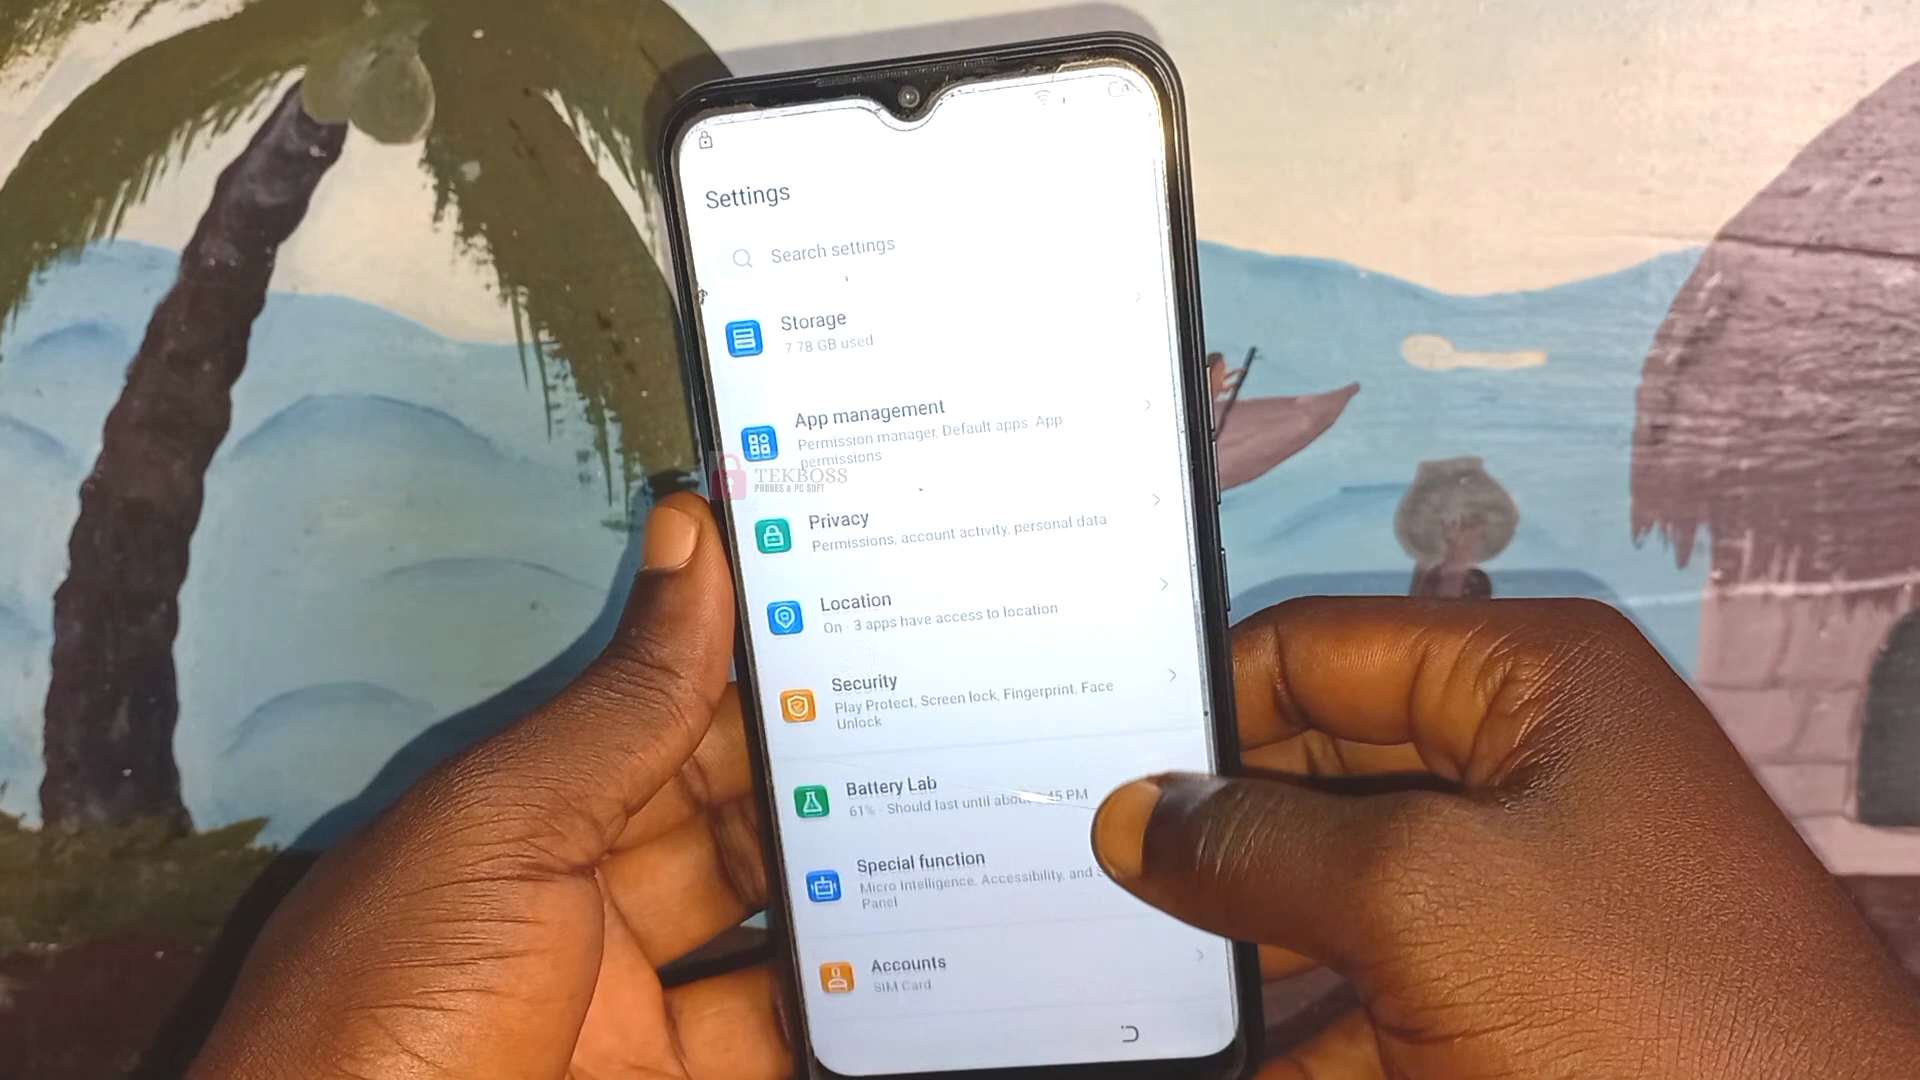 Settings
Search settings
Storage
7 78 GB used
App management
Permission manager, Default apps, App
permissions
TEKBOSS
PHONES & PC SOFT
Privacy
Permissions, account activity, personal data
Location
On - 3 apps have access to location
Security
Play Protect, Screen lock, Fingerprint, Face
Unlock
Battery Lab
61% - Should last until about 45 PM
Special function
Micro Intelligence, Accessibility, and
Panel
Accounts
SIM Card